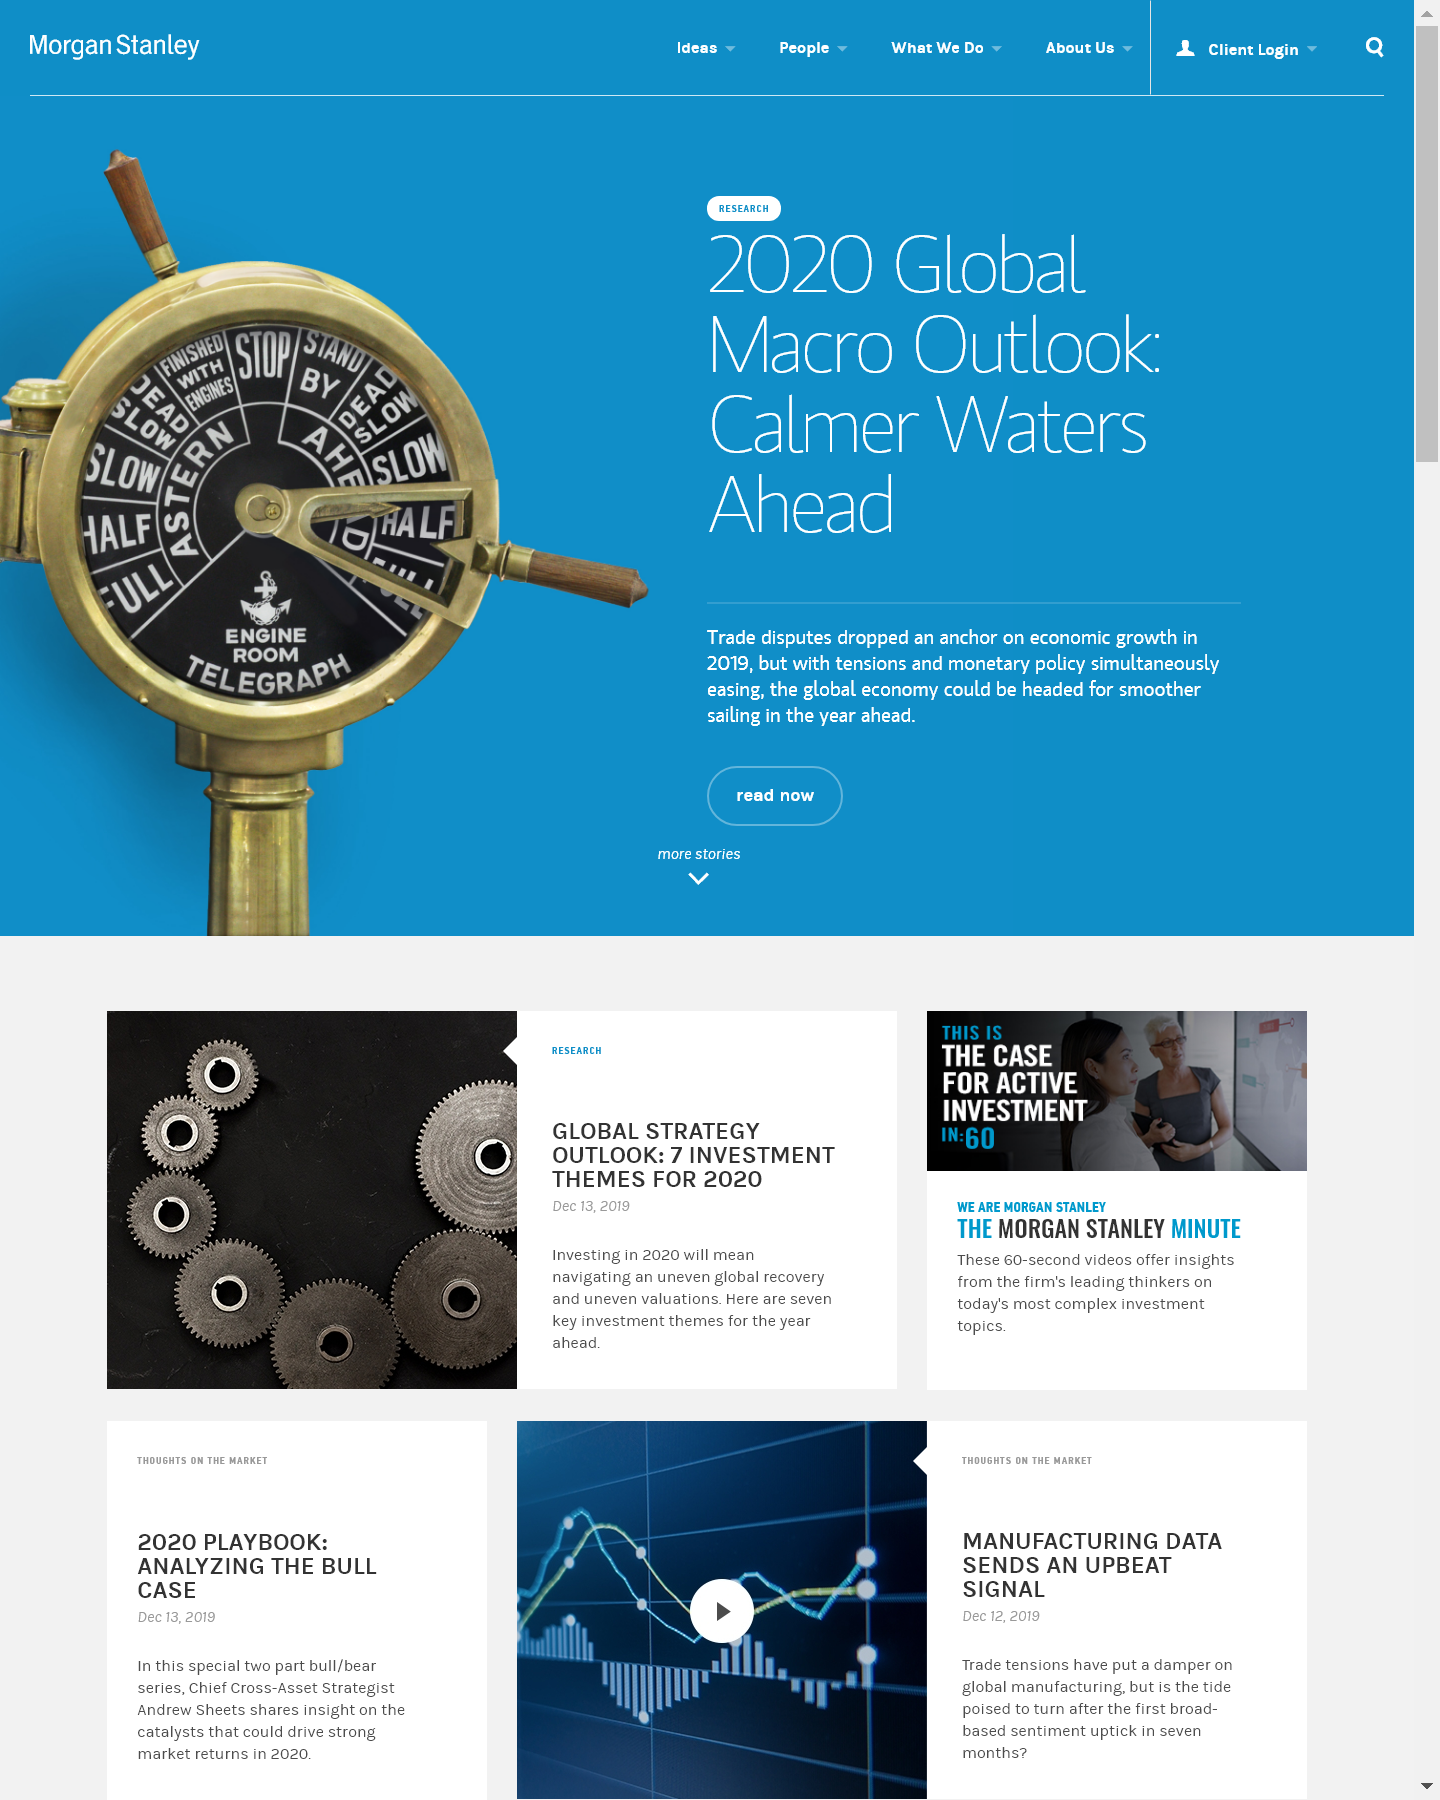 Morgan Stanley
Ideas
People
What We Do
About Us
Client Login
RESEARCH
2020 Global
Macro Outlook:
Calmer Waters
Ahead
Trade disputes dropped an anchor on economic growth in
2019, but with tensions and monetary policy simultaneously
easing, the global economy could be headed for smoother
sailing in the year ahead.
read now
more stories
FINISHED
WITH
ENGINES
STOP
STAND
BY
DEAD
SLOW
DEAD
SLOW
SLOW
SLOW
HALF
HALF
FULL
FULL
ASTERN
AHEAD
ENGINE
ROOM
TELEGRAPH
RESEARCH
GLOBAL STRATEGY
OUTLOOK: 7 INVESTMENT
THEMES FOR 2020
Dec 13, 2019
Investing in 2020 will mean
navigating an uneven global recovery
and uneven valuations. Here are seven
key investment themes for the year
ahead.
THIS IS
THE CASE
FOR ACTIVE
INVESTMENT
IN:60
WE ARE MORGAN STANLEY
THE MORGAN STANLEY MINUTE
These 60-second videos offer insights
from the firm's leading thinkers on
today's most complex investment
topics.
THOUGHTS ON THE MARKET
2020 PLAYBOOK:
ANALYZING THE BULL
CASE
Dec 13, 2019
In this special two part bull/bear
series, Chief Cross-Asset Strategist
Andrew Sheets shares insight on the
catalysts that could drive strong
market returns in 2020.
THOUGHTS ON THE MARKET
MANUFACTURING DATA
SENDS AN UPBEAT
SIGNAL
Dec 12, 2019
Trade tensions have put a damper on
global manufacturing, but is the tide
poised to turn after the first broad-
based sentiment uptick in seven
months?